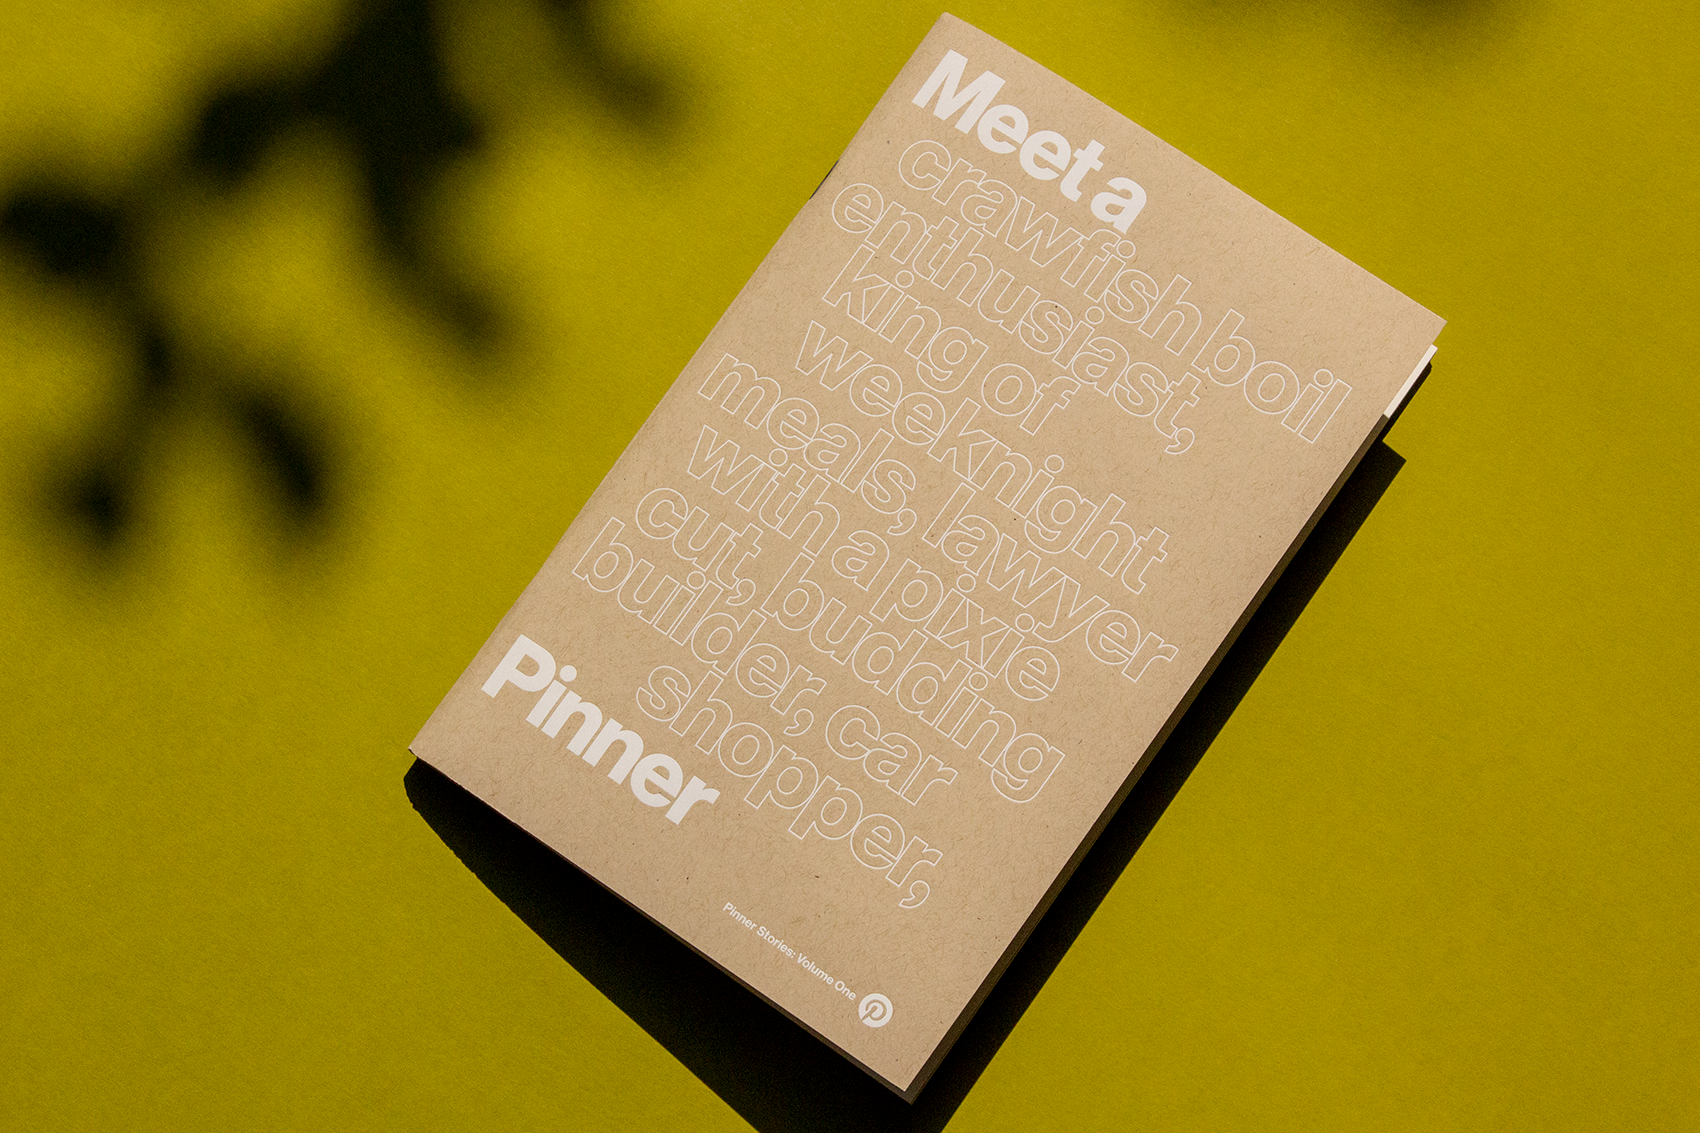 Meet a
crawfish boil
enthusiast,
king of
weeknight
meals, lawyer
with a pixie
cut, budding
builder, car
shopper,
Pinner
Pinner Stories: Volume One